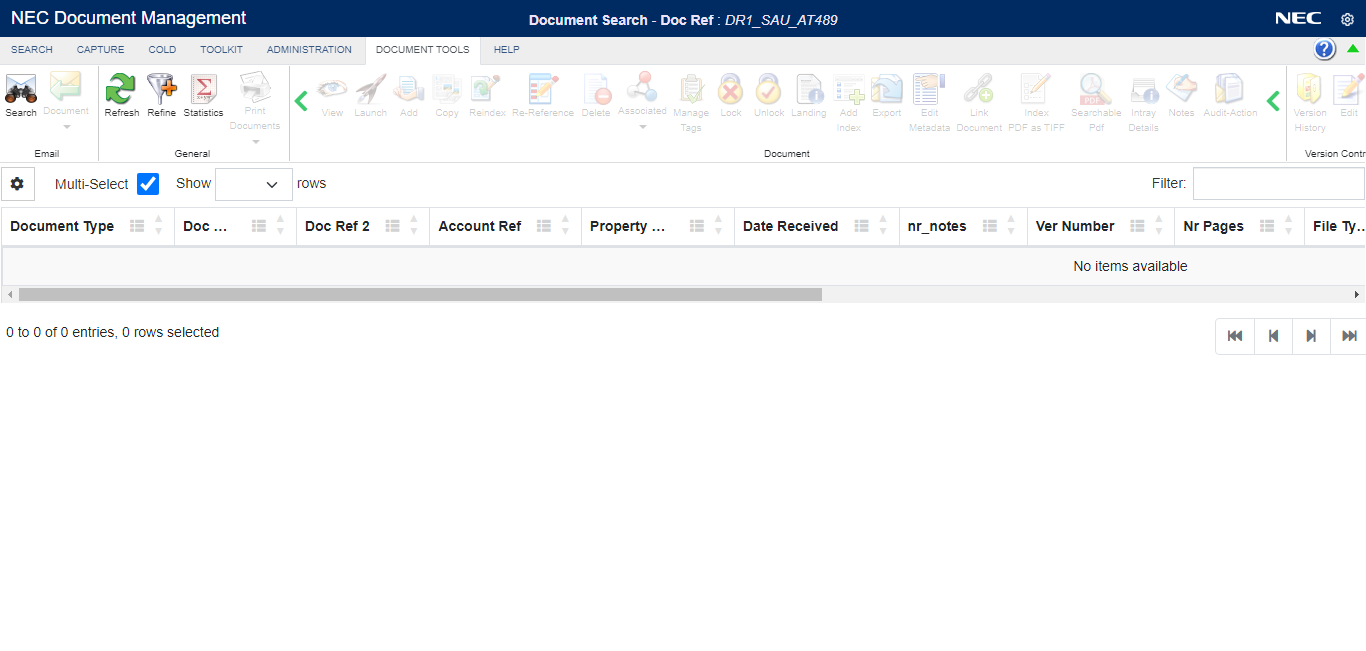 NEC Document Management
Document Search - Doc Ref : DR1_SAU_AT489
NEC
SEARCH CAPTURE COLD TOOLKIT ADMINISTRATION DOCUMENT TOOLS HELP
?
Search Document Refresh Refine Statistics Print Documents View Launch Add Copy Rendex Re-Reference Delete Associated Manage Tags Lock Unlock Landing Add Index Export Edit Metadata Link Document Index PDF as TIFF Searchable Pdf Intray Details Notes Audit-Action Version History Edit
Email General Document Version Contr
Multi-Select Show rows Filter:
Document Type Doc ... Doc Ref 2 Account Ref Property ... Date Received nr_notes Ver Number Nr Pages File Ty...
No items available
0 to 0 of 0 entries, 0 rows selected